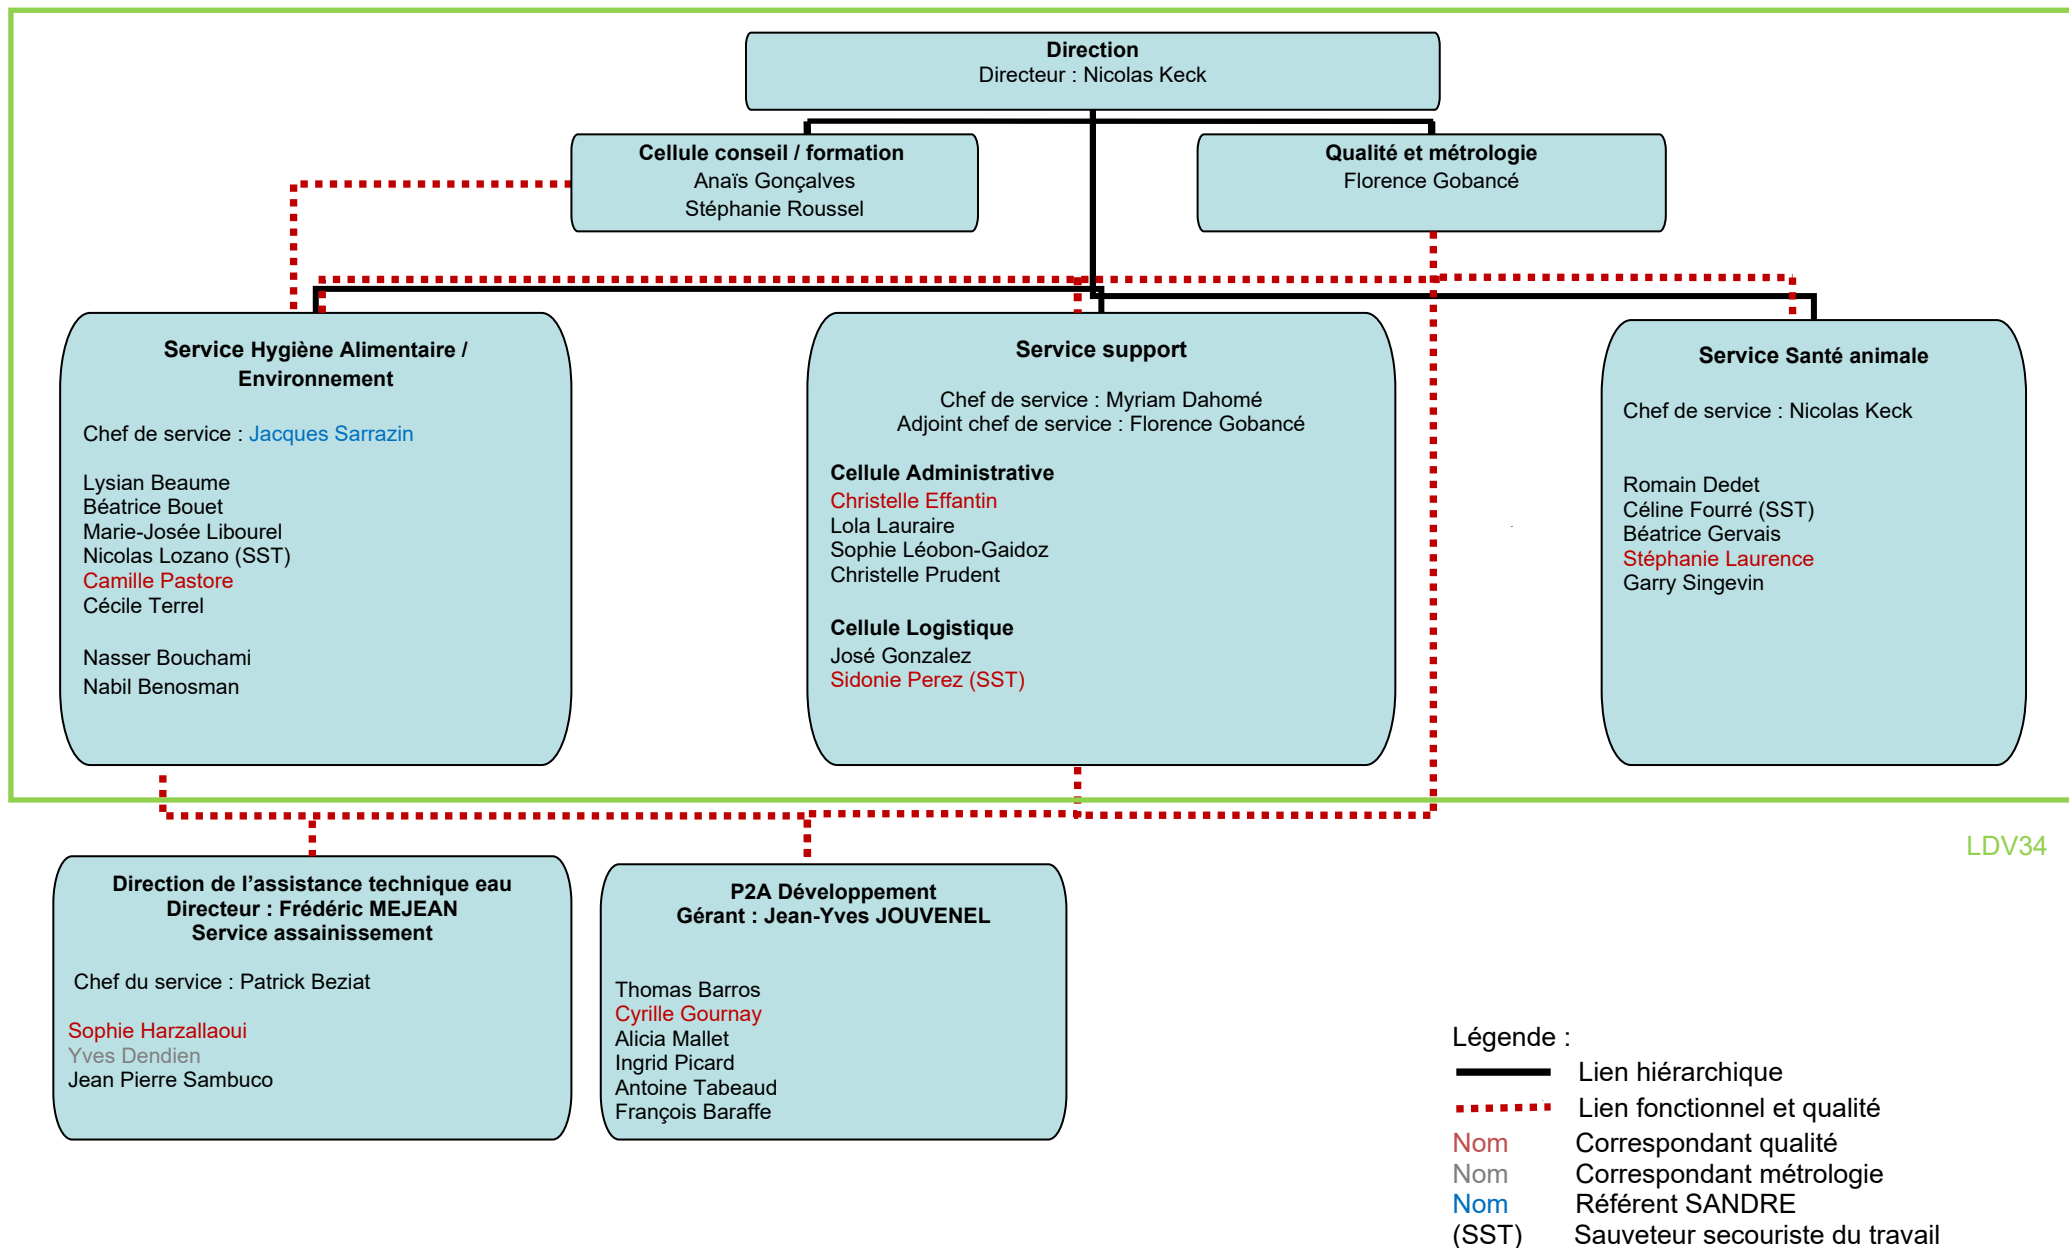 Direction
Directeur : Nicolas Keck
Cellule conseil / formation
Anaïs Gonçalves
Stéphanie Roussel
Qualité et métrologie
Florence Gobancé
Service Hygiène Alimentaire /
Environnement
Chef de service : Jacques Sarrazin
Lysian Beaume
Béatrice Bouet
Marie-Josée Libourel
Nicolas Lozano (SST)
Camille Pastore
Cécile Terrel
Nasser Bouchami
Nabil Benosman
Service support
Chef de service : Myriam Dahomé
Adjoint chef de service : Florence Gobancé
Cellule Administrative
Christelle Effantin
Lola Lauraire
Sophie Léobon-Gaidoz
Christelle Prudent
Cellule Logistique
José Gonzalez
Sidonie Perez (SST)
Service Santé animale
Chef de service : Nicolas Keck
Romain Dedet
Céline Fourré (SST)
Béatrice Gervais
Stéphanie Laurence
Garry Singevin
LDV34
Direction de l’assistance technique eau
Directeur : Frédéric MEJEAN
Service assainissement
Chef du service : Patrick Beziat
Sophie Harzallaoui
Yves Dendien
Jean Pierre Sambuco
P2A Développement
Gérant : Jean-Yves JOUVENEL
Thomas Barros
Cyrille Gournay
Alicia Mallet
Ingrid Picard
Antoine Tabeaud
François Baraffe
Légende :
Lien hiérarchique
Lien fonctionnel et qualité
Nom Correspondant qualité
Nom Correspondant métrologie
Nom Référent SANDRE
(SST) Sauveteur secouriste du travail